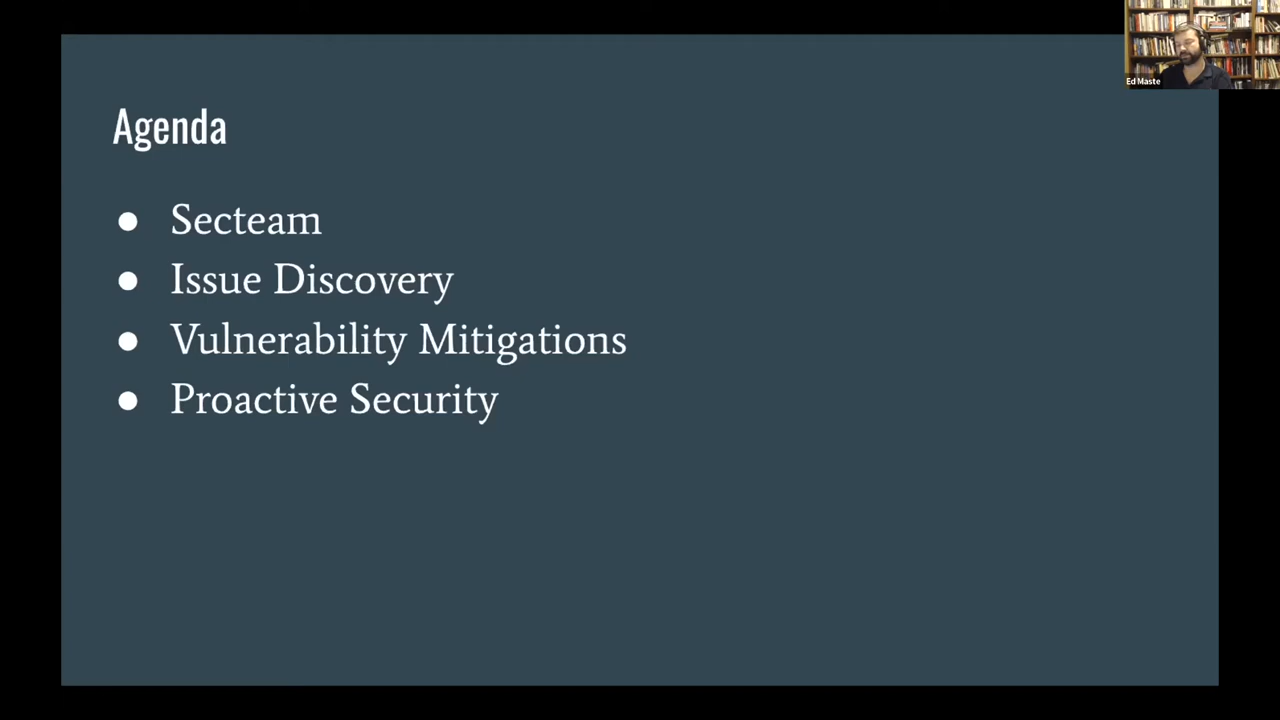 Agenda
● Secteam
● Issue Discovery
● Vulnerability Mitigations
● Proactive Security
Ed Maste